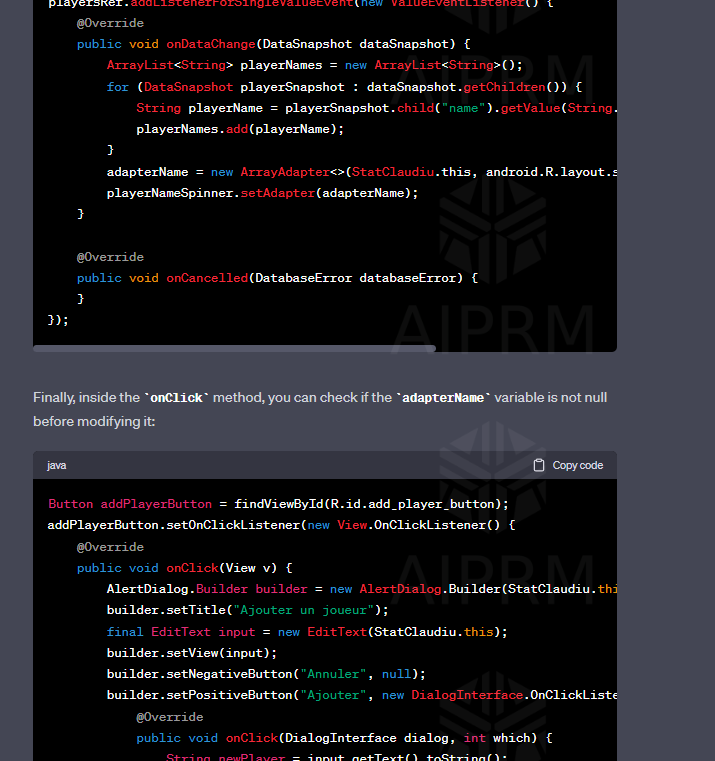 playersRef.addListenerForSingleValueEvent(new ValueEventListener() {
@Override
public void onDataChange(DataSnapshot dataSnapshot) {
ArrayList<String> playerNames = new ArrayList<String>();
for (DataSnapshot playerSnapshot : dataSnapshot.getChildren()) {
String playerName = playerSnapshot.child("name").getValue(String.
playerNames.add(playerName);
}
adapterName = new ArrayAdapter<>(StatClaudiu.this, android.R.layout.s
playerNameSpinner.setAdapter(adapterName);
}
@Override
public void onCancelled(DatabaseError databaseError) {
}
});
AIPRM
Finally, inside the `onClick` method, you can check if the `adapterName` variable is not null
before modifying it:
java Copy code
Button addPlayerButton = findViewById(R.id.add_player_button);
addPlayerButton.setOnClickListener(new View.OnClickListener() {
@Override
public void onClick(View v) {
AlertDialog.Builder builder = new AlertDialog.Builder(StatClaudiu.thi
builder.setTitle("Ajouter un joueur");
final EditText input = new EditText(StatClaudiu.this);
builder.setView(input);
builder.setNegativeButton("Annuler", null);
builder.setPositiveButton("Ajouter", new DialogInterface.OnClickListe
@Override
public void onClick(DialogInterface dialog, int which) {
String newPlayer = input.getText().toString();